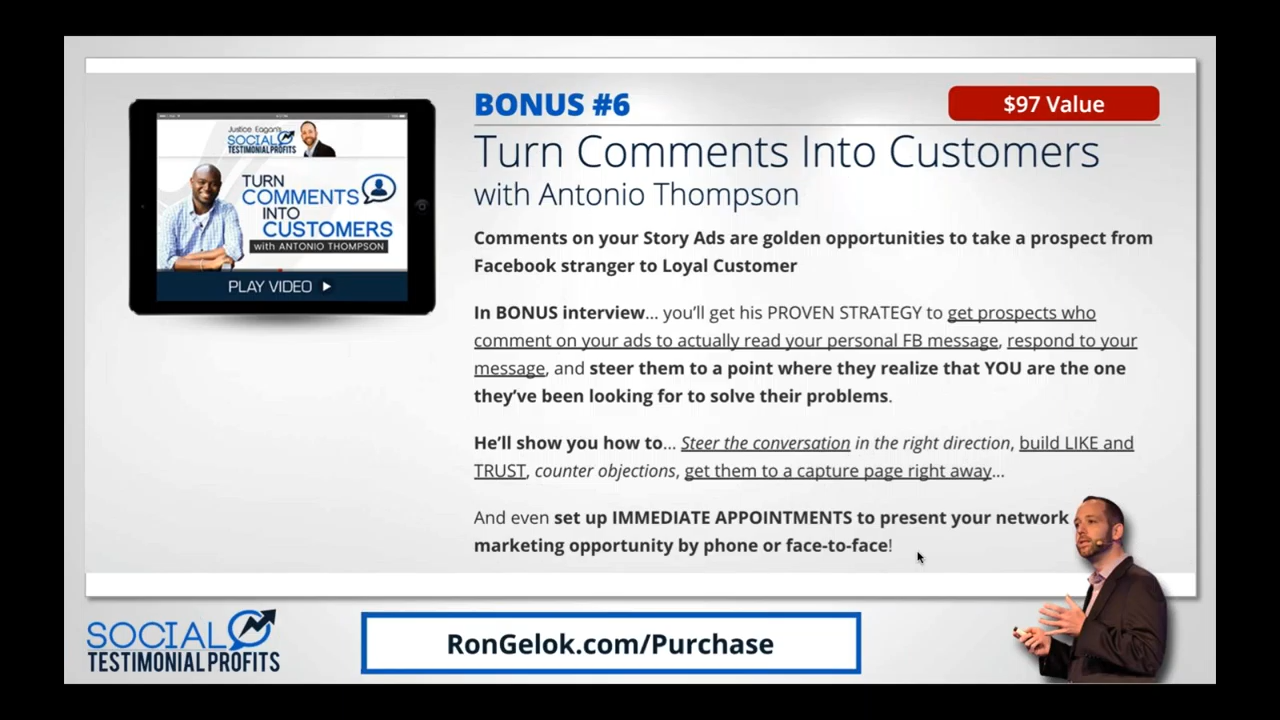 BONUS #6
$97 Value
Turn Comments Into Customers
with Antonio Thompson
Justice Eagan's
SOCIAL
TESTIMONIAL PROFITS
TURN
COMMENTS
INTO
CUSTOMERS
with ANTONIO THOMPSON
PLAY VIDEO
Comments on your Story Ads are golden opportunities to take a prospect from
Facebook stranger to Loyal Customer
In BONUS interview... you'll get his PROVEN STRATEGY to get prospects who
comment on your ads to actually read your personal FB message, respond to your
message, and steer them to a point where they realize that YOU are the one
they've been looking for to solve their problems.
He'll show you how to... Steer the conversation in the right direction, build LIKE and
TRUST, counter objections, get them to a capture page right away...
And even set up IMMEDIATE APPOINTMENTS to present your network
marketing opportunity by phone or face-to-face!
SOCIAL
TESTIMONIAL PROFITS
RonGelok.com/Purchase